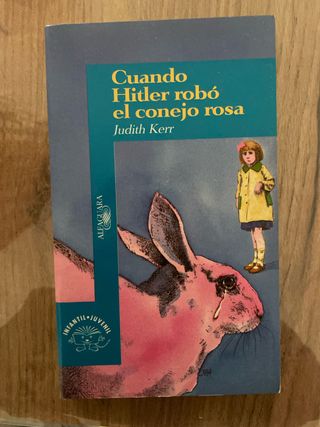 Cuando
Hitler robó
el conejo rosa
Judith Kerr
ALFAGUARA
INFANTIL•JUVENIL